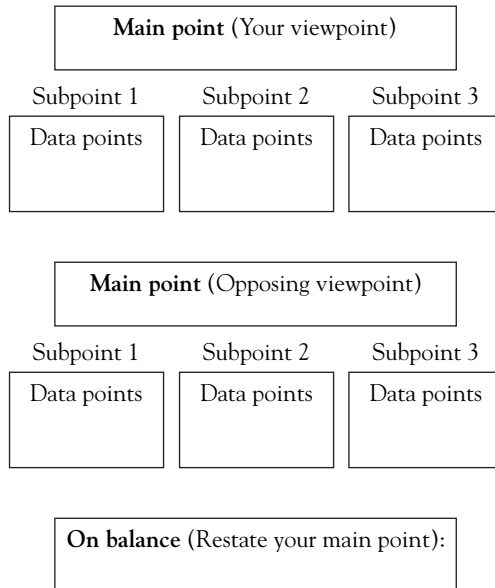 Main point (Your viewpoint)
Subpoint 1 Subpoint 2 Subpoint 3
Data points Data points Data points
Main point (Opposing viewpoint)
Subpoint 1 Subpoint 2 Subpoint 3
Data points Data points Data points
On balance (Restate your main point):